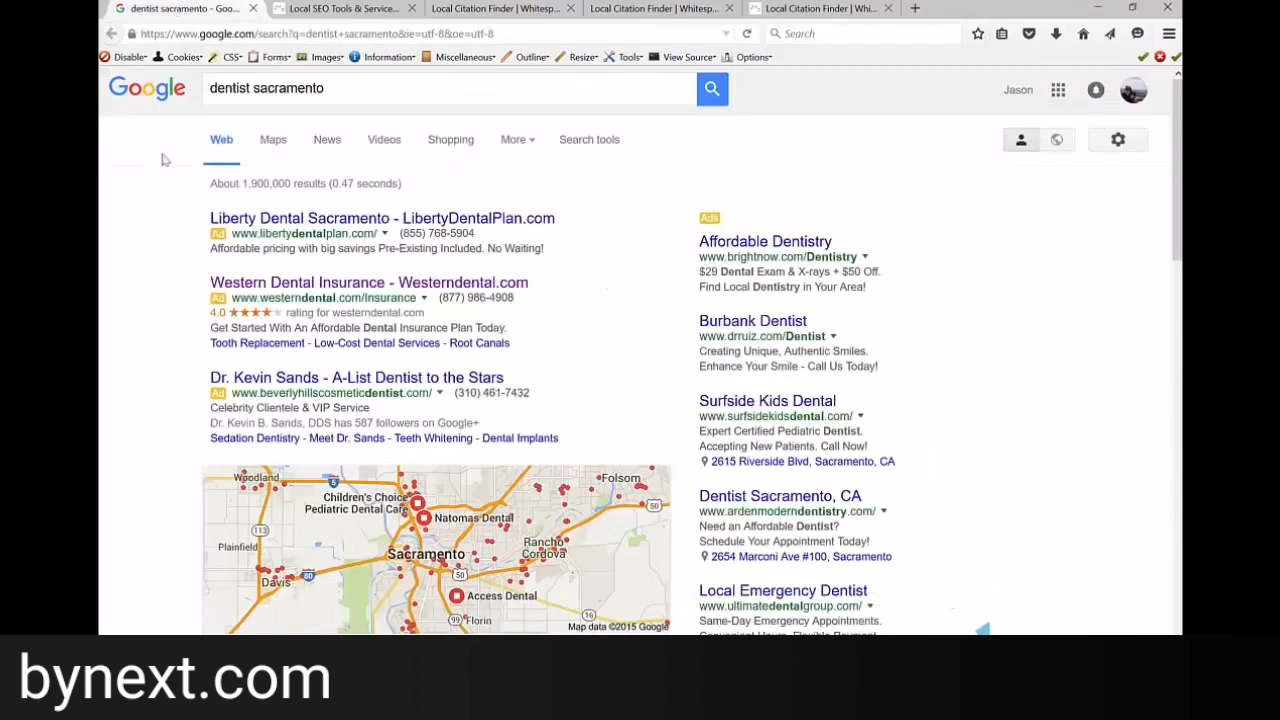 dentist sacramento - Goo...
Local SEO Tools & Service...
Local Citation Finder | Whitesp...
Local Citation Finder | Whitesp...
Local Citation Finder | Whi...
https://www.google.com/search?q=dentist+sacramento&ie=utf-8&oe=utf-8
Search
Disable Cookies CSS Forms Images Information Miscellaneous Outline Resize Tools View Source Options
Google
dentist sacramento
Jason
Web Maps News Videos Shopping More Search tools
About 1,900,000 results (0.47 seconds)
Liberty Dental Sacramento - LibertyDentalPlan.com
Ad www.libertydentalplan.com/ (855) 768-5904
Affordable pricing with big savings Pre-Existing Included. No Waiting!
Western Dental Insurance - Westerndental.com
Ad www.westerndental.com/Insurance (877) 986-4908
4.0 ★★★★★ rating for westerndental.com
Get Started With An Affordable Dental Insurance Plan Today.
Tooth Replacement - Low-Cost Dental Services - Root Canals
Dr. Kevin Sands - A-List Dentist to the Stars
Ad www.beverlyhillscosmeticdentist.com/ (310) 461-7432
Celebrity Clientele & VIP Service
Dr. Kevin B. Sands, DDS has 587 followers on Google+
Sedation Dentistry - Meet Dr. Sands - Teeth Whitening - Dental Implants
Woodland
5
Folsom
Children's Choice
Pediatric Dental Care
50
Natomas Dental
113
Plainfield
Rancho
Cordova
Sacramento
Davis
80
50
Access Dental
99
Florin
16
Map data ©2015 Google
Ads
Affordable Dentistry
www.brightnow.com/Dentistry
$29 Dental Exam & X-rays + $50 Off.
Find Local Dentistry in Your Area!
Burbank Dentist
www.drruiz.com/Dentist
Creating Unique, Authentic Smiles.
Enhance Your Smile - Call Us Today!
Surfside Kids Dental
www.surfsidekidsdental.com/
Expert Certified Pediatric Dentist.
Accepting New Patients. Call Now!
2615 Riverside Blvd, Sacramento, CA
Dentist Sacramento, CA
www.ardenmoderndentistry.com/
Need an Affordable Dentist?
Schedule Your Appointment Today!
2654 Marconi Ave #100, Sacramento
Local Emergency Dentist
www.ultimatedentalgroup.com/
Same-Day Emergency Appointments.
bynext.com